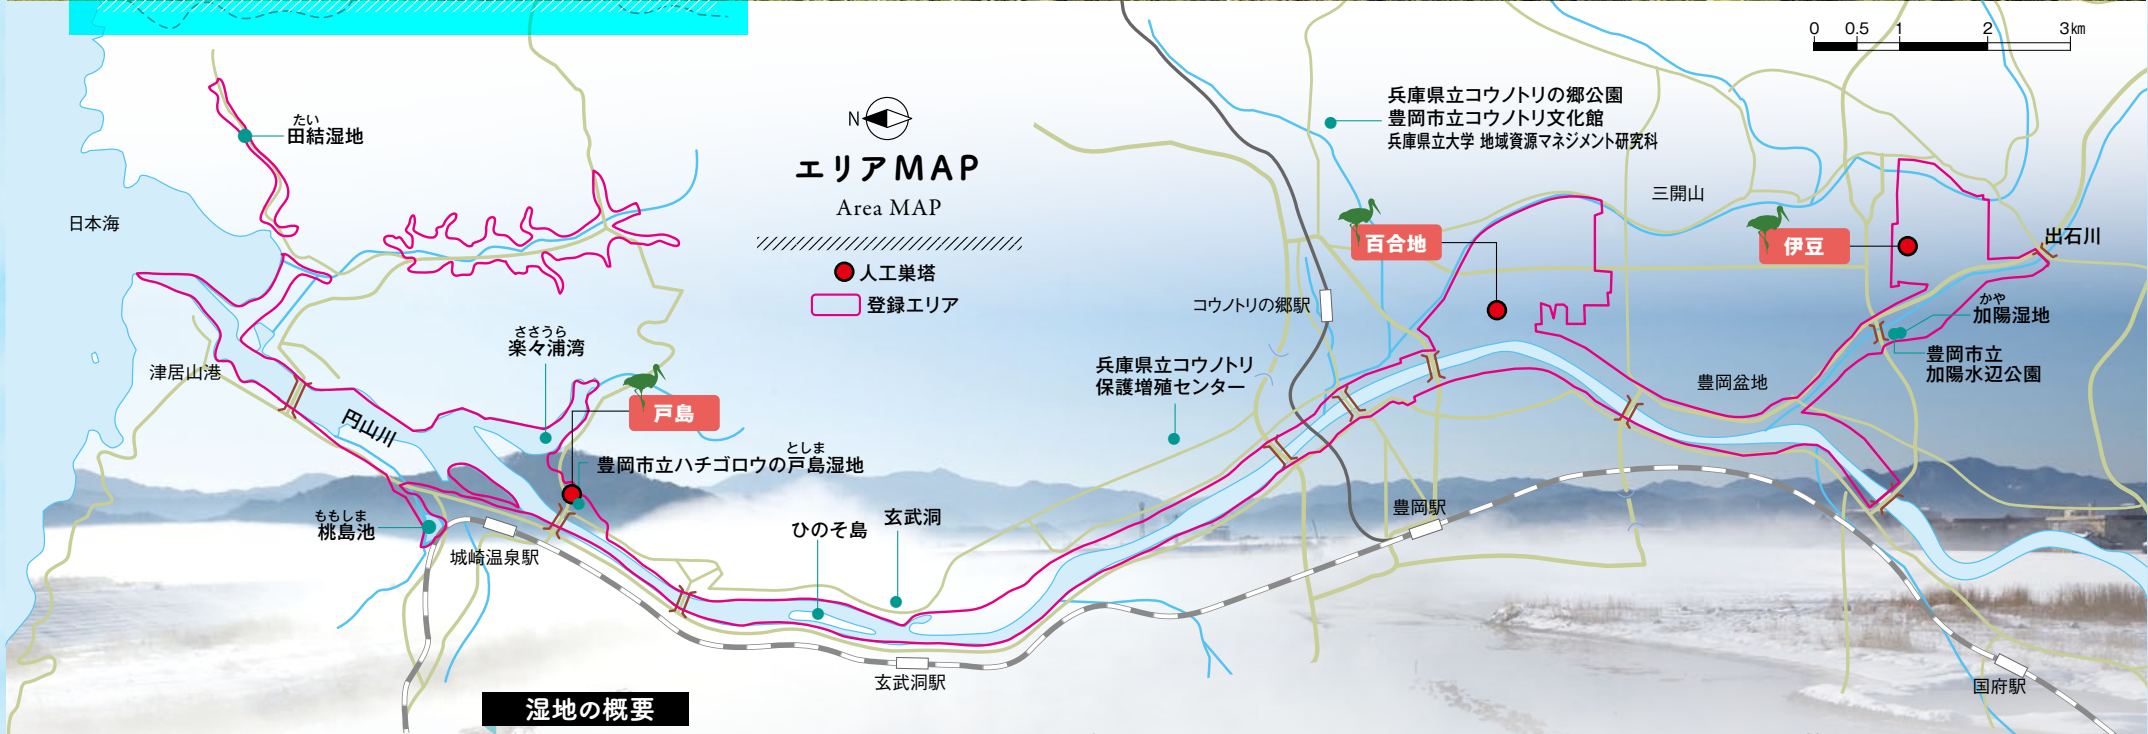 0 0.5 1 2 3km
兵庫県立コウノトリの郷公園
豊岡市立コウノトリ文化館
兵庫県立大学 地域資源マネジメント研究科
N
エリアMAP
Area MAP
人工巣塔
登録エリア
たい
田結湿地
日本海
三開山
百合地
伊豆
出石川
コウノトリの郷駅
かや
加陽湿地
豊岡市立
加陽水辺公園
ささうら
楽々浦湾
津居山港
兵庫県立コウノトリ
保護増殖センター
豊岡盆地
戸島
円山川
としま
豊岡市立ハチゴロウの戸島湿地
ももしま
桃島池
城崎温泉駅
ひのそ島
玄武洞
豊岡駅
玄武洞駅
国府駅
湿地の概要